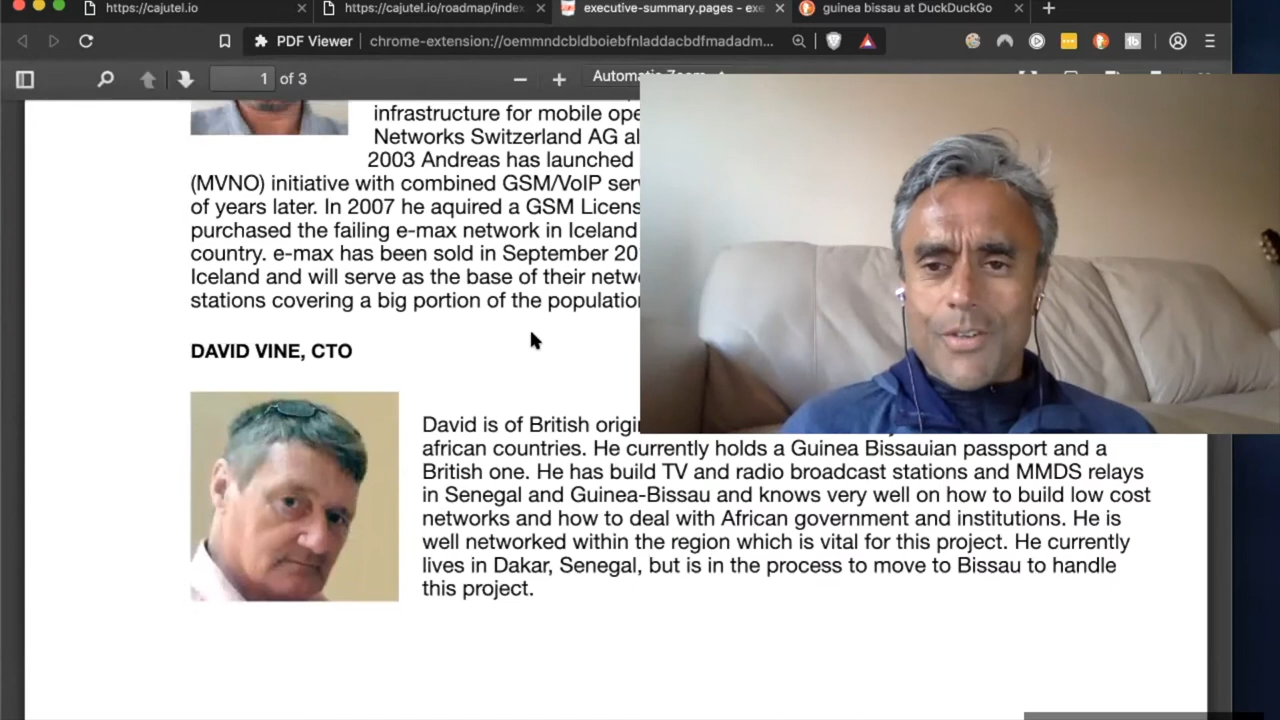 https://cajutel.io
https://cajutel.io/roadmap/index
executive-summary.pages - exe
guinea bissau at DuckDuckGo
PDF Viewer
chrome-extension://oemmndcbldboiebfnladdacbdfmadadm...
1 of 3
Automatic Zoom
infrastructure for mobile ope
Networks Switzerland AG al
2003 Andreas has launched
(MVNO) initiative with combined GSM/VoIP serv
of years later. In 2007 he aquired a GSM Licens
purchased the failing e-max network in Iceland
country. e-max has been sold in September 20
Iceland and will serve as the base of their netwo
stations covering a big portion of the population
DAVID VINE, CTO
David is of British origi
african countries. He currently holds a Guinea Bissauian passport and a
British one. He has build TV and radio broadcast stations and MMDS relays
in Senegal and Guinea-Bissau and knows very well on how to build low cost
networks and how to deal with African government and institutions. He is
well networked within the region which is vital for this project. He currently
lives in Dakar, Senegal, but is in the process to move to Bissau to handle
this project.